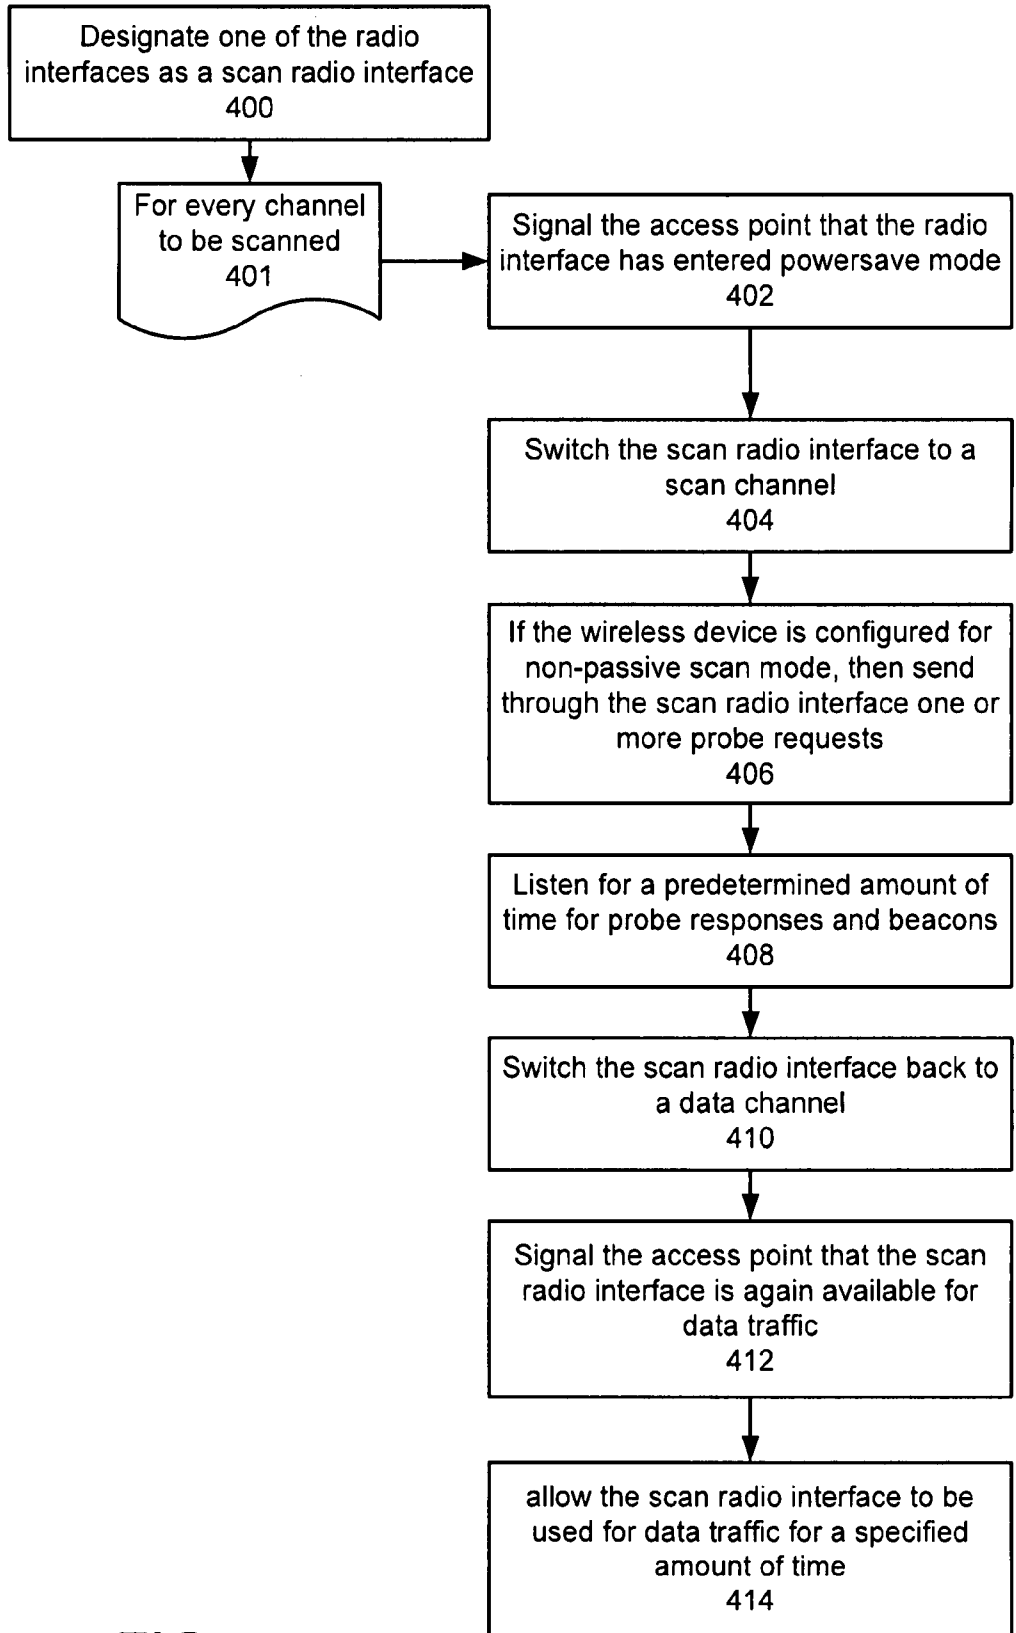 Designate one of the radio
interfaces as a scan radio interface
400
For every channel
to be scanned
401
Signal the access point that the radio
interface has entered powersave mode
402
Switch the scan radio interface to a
scan channel
404
If the wireless device is configured for
non-passive scan mode, then send
through the scan radio interface one or
more probe requests
406
Listen for a predetermined amount of
time for probe responses and beacons
408
Switch the scan radio interface back to
a data channel
410
Signal the access point that the scan
radio interface is again available for
data traffic
412
allow the scan radio interface to be
used for data traffic for a specified
amount of time
414